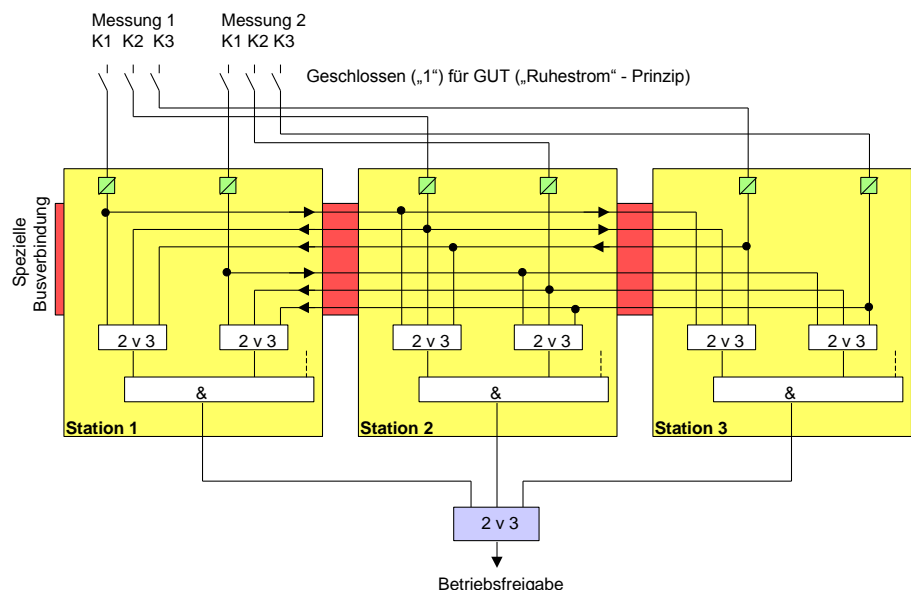 Messung 1 Messung 2
K1 K2 K3 K1 K2 K3
Geschlossen („1“) für GUT („Ruhestrom“ - Prinzip)
Spezielle
Busverbindung
2 v 3 2 v 3 2 v 3 2 v 3 2 v 3 2 v 3
& & &
Station 1 Station 2 Station 3
2 v 3
Betriebsfreigabe